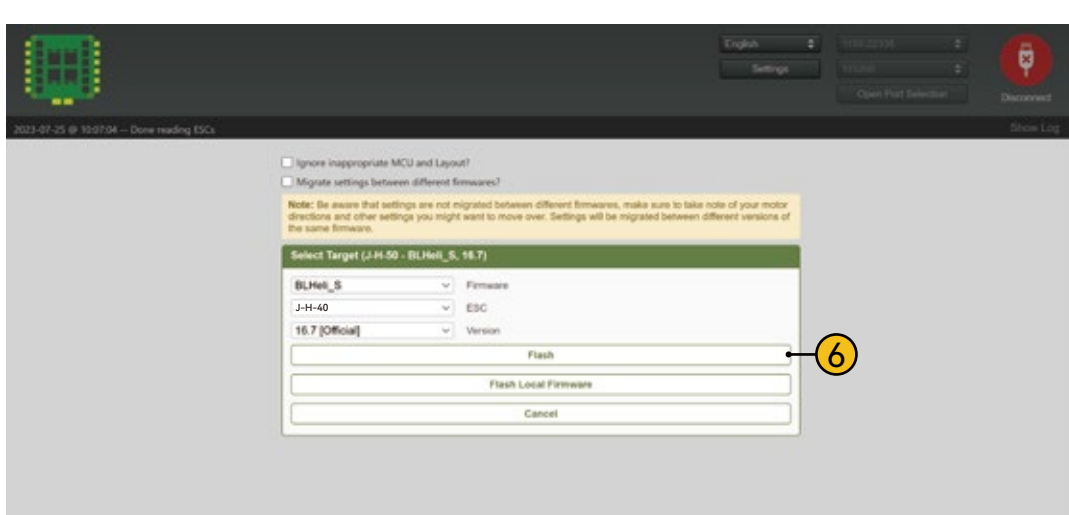 English
Settings
Open Port Selection
Disconnect
2023-07-25 @ 10:07:04 -- Done reading ESCs
Show Log
Ignore inappropriate MCU and Layout?
Migrate settings between different firmwares?
Note: Be aware that settings are not migrated between different firmwares, make sure to take note of your motor
directions and other settings you might want to move over. Settings will be migrated between different versions of
the same firmware.
Select Target (J-H-50 - BLHeli_S, 16.7)
BLHeli_S Firmware
J-H-40 ESC
16.7 [Official] Version
Flash
6
Flash Local Firmware
Cancel